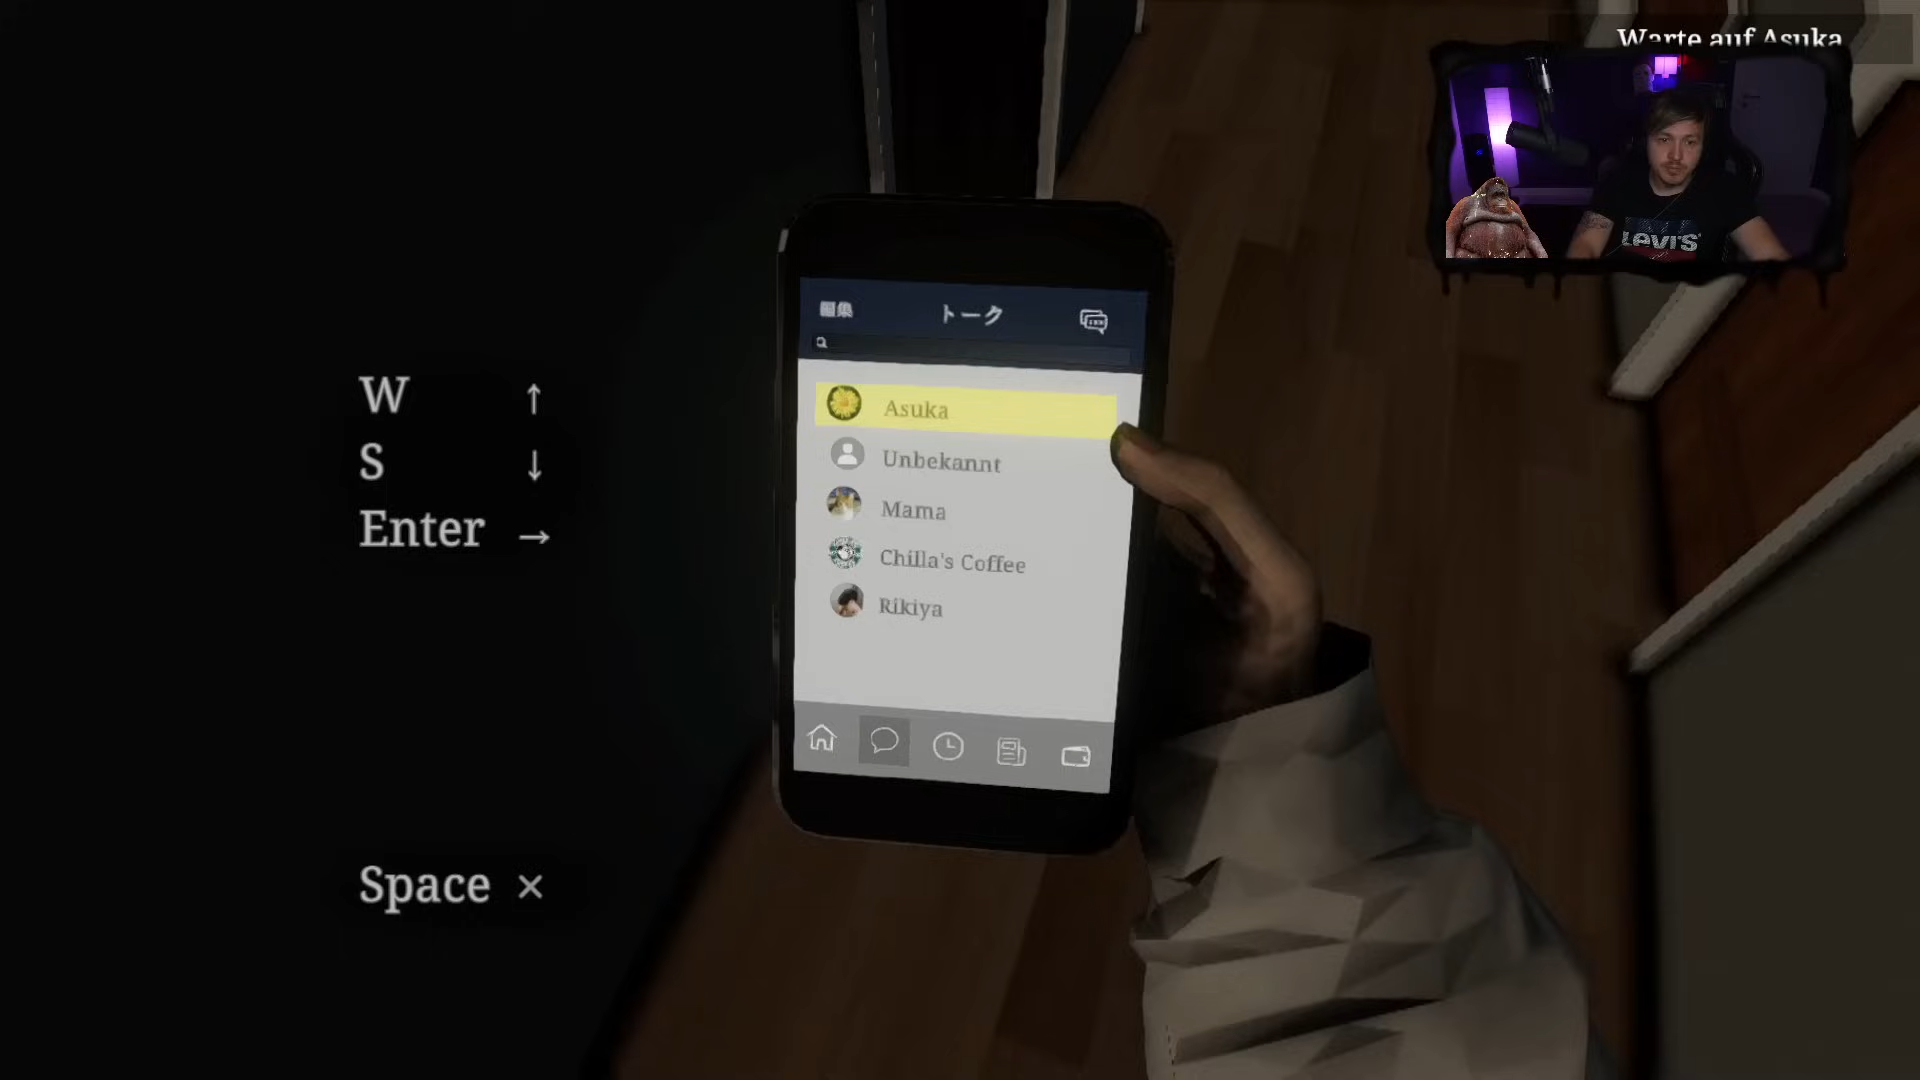 Warte auf Asuka
LEVI'S
編集
トーク
W ↑
Asuka
S ↓
Unbekannt
Mama
Enter →
Chilla's Coffee
Rikiya
Space ×